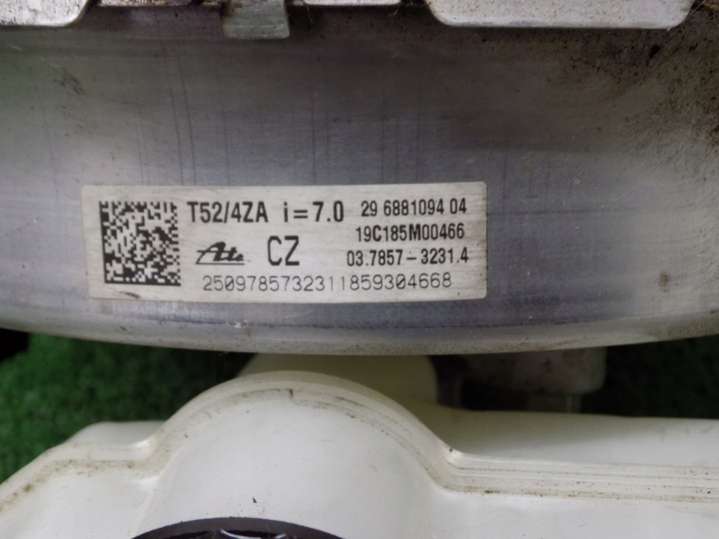 T52/4ZA i=7.0 29 6881094 04
19C185M00466
Ate CZ 03.7857-3231.4
2509785732311859304668